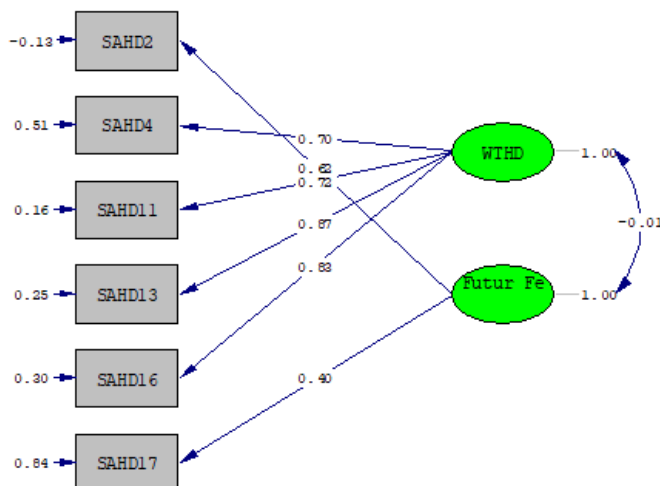 -0.13 SAHD2
0.51 SAHD4
0.70
WTHD 1.00
0.62
0.72
0.16 SAHD11
0.87
-0.01
0.25 SAHD13
0.83
Futur Fe 1.00
0.30 SAHD16
0.40
0.84 SAHD17